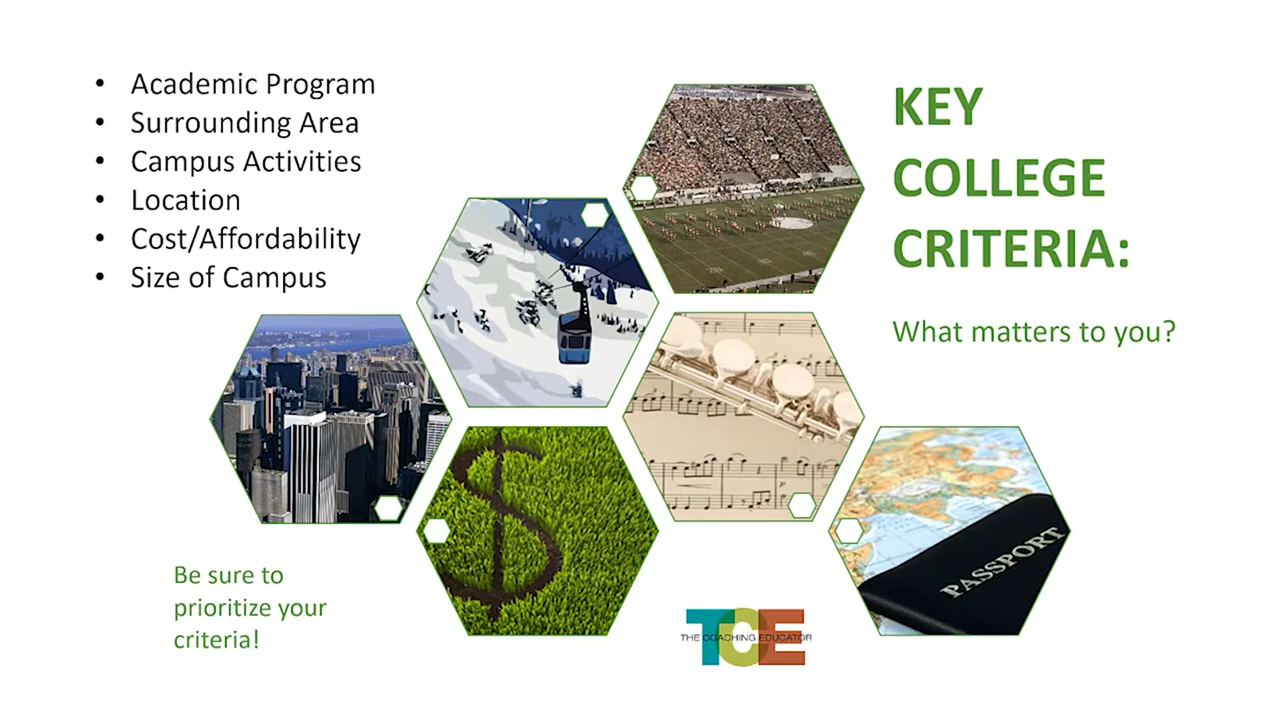 • Academic Program
• Surrounding Area
• Campus Activities
• Location
• Cost/Affordability
• Size of Campus
KEY
COLLEGE
CRITERIA:
What matters to you?
PASSPORT
Be sure to
prioritize your
criteria!
TCE
THE COACHING EDUCATOR